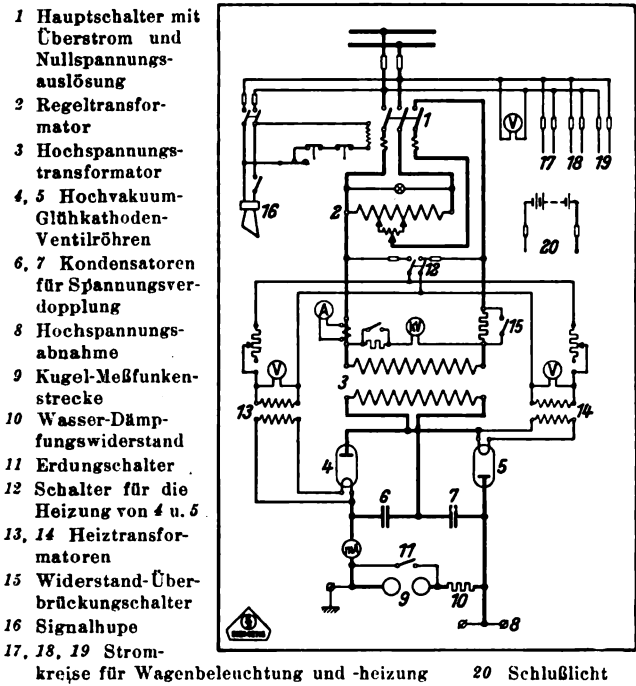 1 Hauptschalter mit
Überstrom und
Nullspannungs-
auslösung
2 Regeltransfor-
mator
3 Hochspannungs-
transformator
4, 5 Hochvakuum-
Glühkathoden-
Ventilröhren
6, 7 Kondensatoren
für Spannungsver-
dopplung
8 Hochspannungs-
abnahme
9 Kugel-Meßfunken-
strecke
10 Wasser-Dämp-
fungswiderstand
11 Erdungschalter
12 Schalter für die
Heizung von 4 u. 5
13, 14 Heiztransfor-
matoren
15 Widerstand-Über-
brückungschalter
16 Signalhupe
17, 18, 19 Strom-
kreise für Wagenbeleuchtung und -heizung 20 Schlußlicht
1
V
17 18 19
16
2
20
12
A
kV
15
V
V
3
13
14
4
5
6
7
mA
11
9
10
8